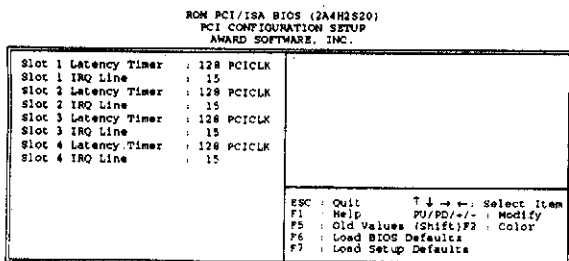 ROM PCI/ISA BIOS (2A4H2S20)
PCI CONFIGURATION SETUP
AWARD SOFTWARE, INC.
Slot 1 Latency Timer : 128 PCICLK
Slot 1 IRQ Line : 15
Slot 2 Latency Timer : 128 PCICLK
Slot 2 IRQ Line : 15
Slot 3 Latency Timer : 128 PCICLK
Slot 3 IRQ Line : 15
Slot 4 Latency Timer : 128 PCICLK
Slot 4 IRQ Line : 15
ESC : Quit ↑ ↓ → ← : Select Item
F1 : Help PU/PD/+/- : Modify
F5 : Old Values (Shift)F2 : Color
F6 : Load BIOS Defaults
F7 : Load Setup Defaults